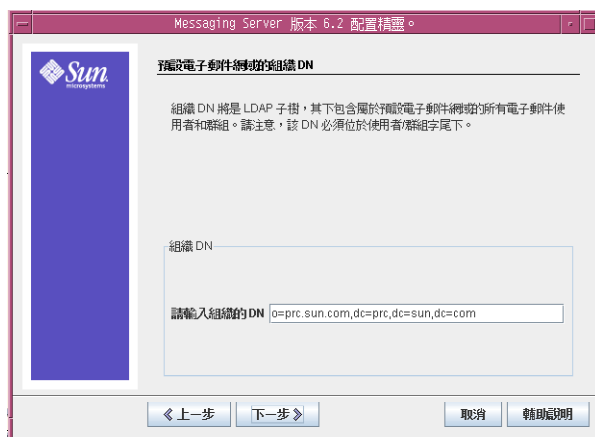 Messaging Server 版本 6.2 配置精靈。
Sun
microsystems
預設電子郵件網域的組織 DN
組織 DN 將是 LDAP 子樹,其下包含屬於預設電子郵件網域的所有電子郵件使
用者和群組。請注意,該 DN 必須位於使用者/群組字尾下。
組織 DN
請輸入組織的 DN o=prc.sun.com,dc=prc,dc=sun,dc=com
上一步 下一步 取消 輔助說明